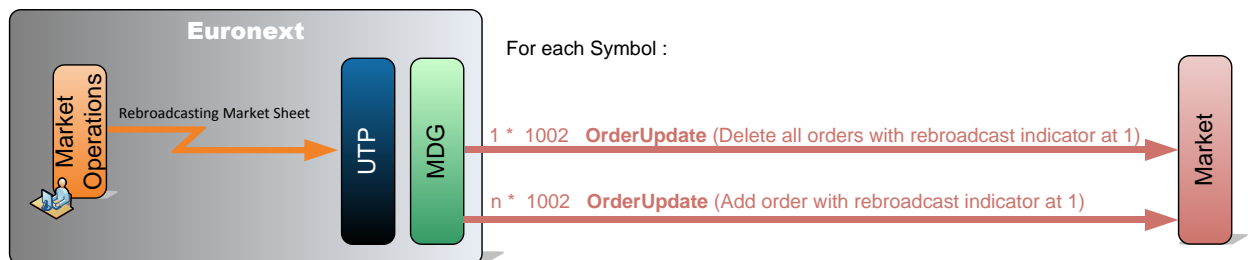 Euronext
For each Symbol :
Market
Operations
Rebroadcasting Market Sheet
UTP
MDG
1 * 1002 OrderUpdate (Delete all orders with rebroadcast indicator at 1)
n * 1002 OrderUpdate (Add order with rebroadcast indicator at 1)
Market